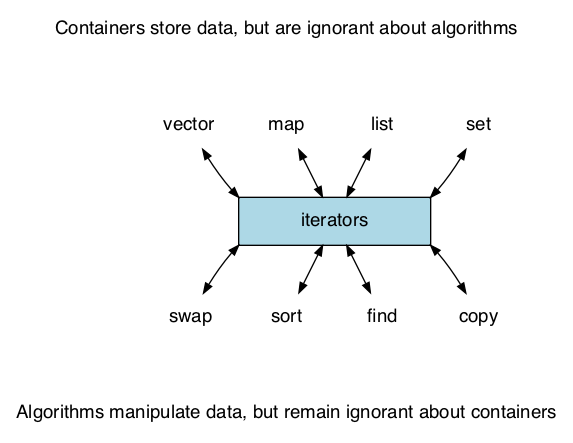 Containers store data, but are ignorant about algorithms
vector map list set
iterators
swap sort find copy
Algorithms manipulate data, but remain ignorant about containers